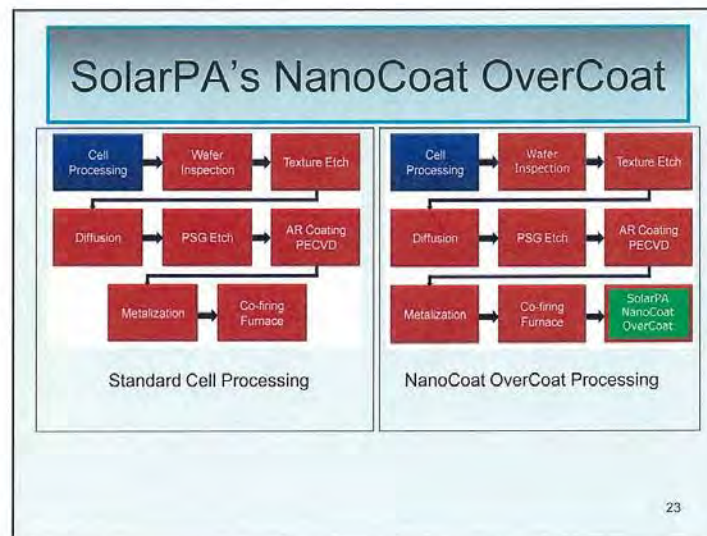 SolarPA's NanoCoat OverCoat
Cell
Processing
Wafer
Inspection
Texture Etch
Diffusion
PSG Etch
AR Coating
PECVD
Metalization
Co-firing
Furnace
Standard Cell Processing
Cell
Processing
Wafer
Inspection
Texture Etch
Diffusion
PSG Etch
AR Coating
PECVD
Metalization
Co-firing
Furnace
SolarPA
NanoCoat
OverCoat
NanoCoat OverCoat Processing
23